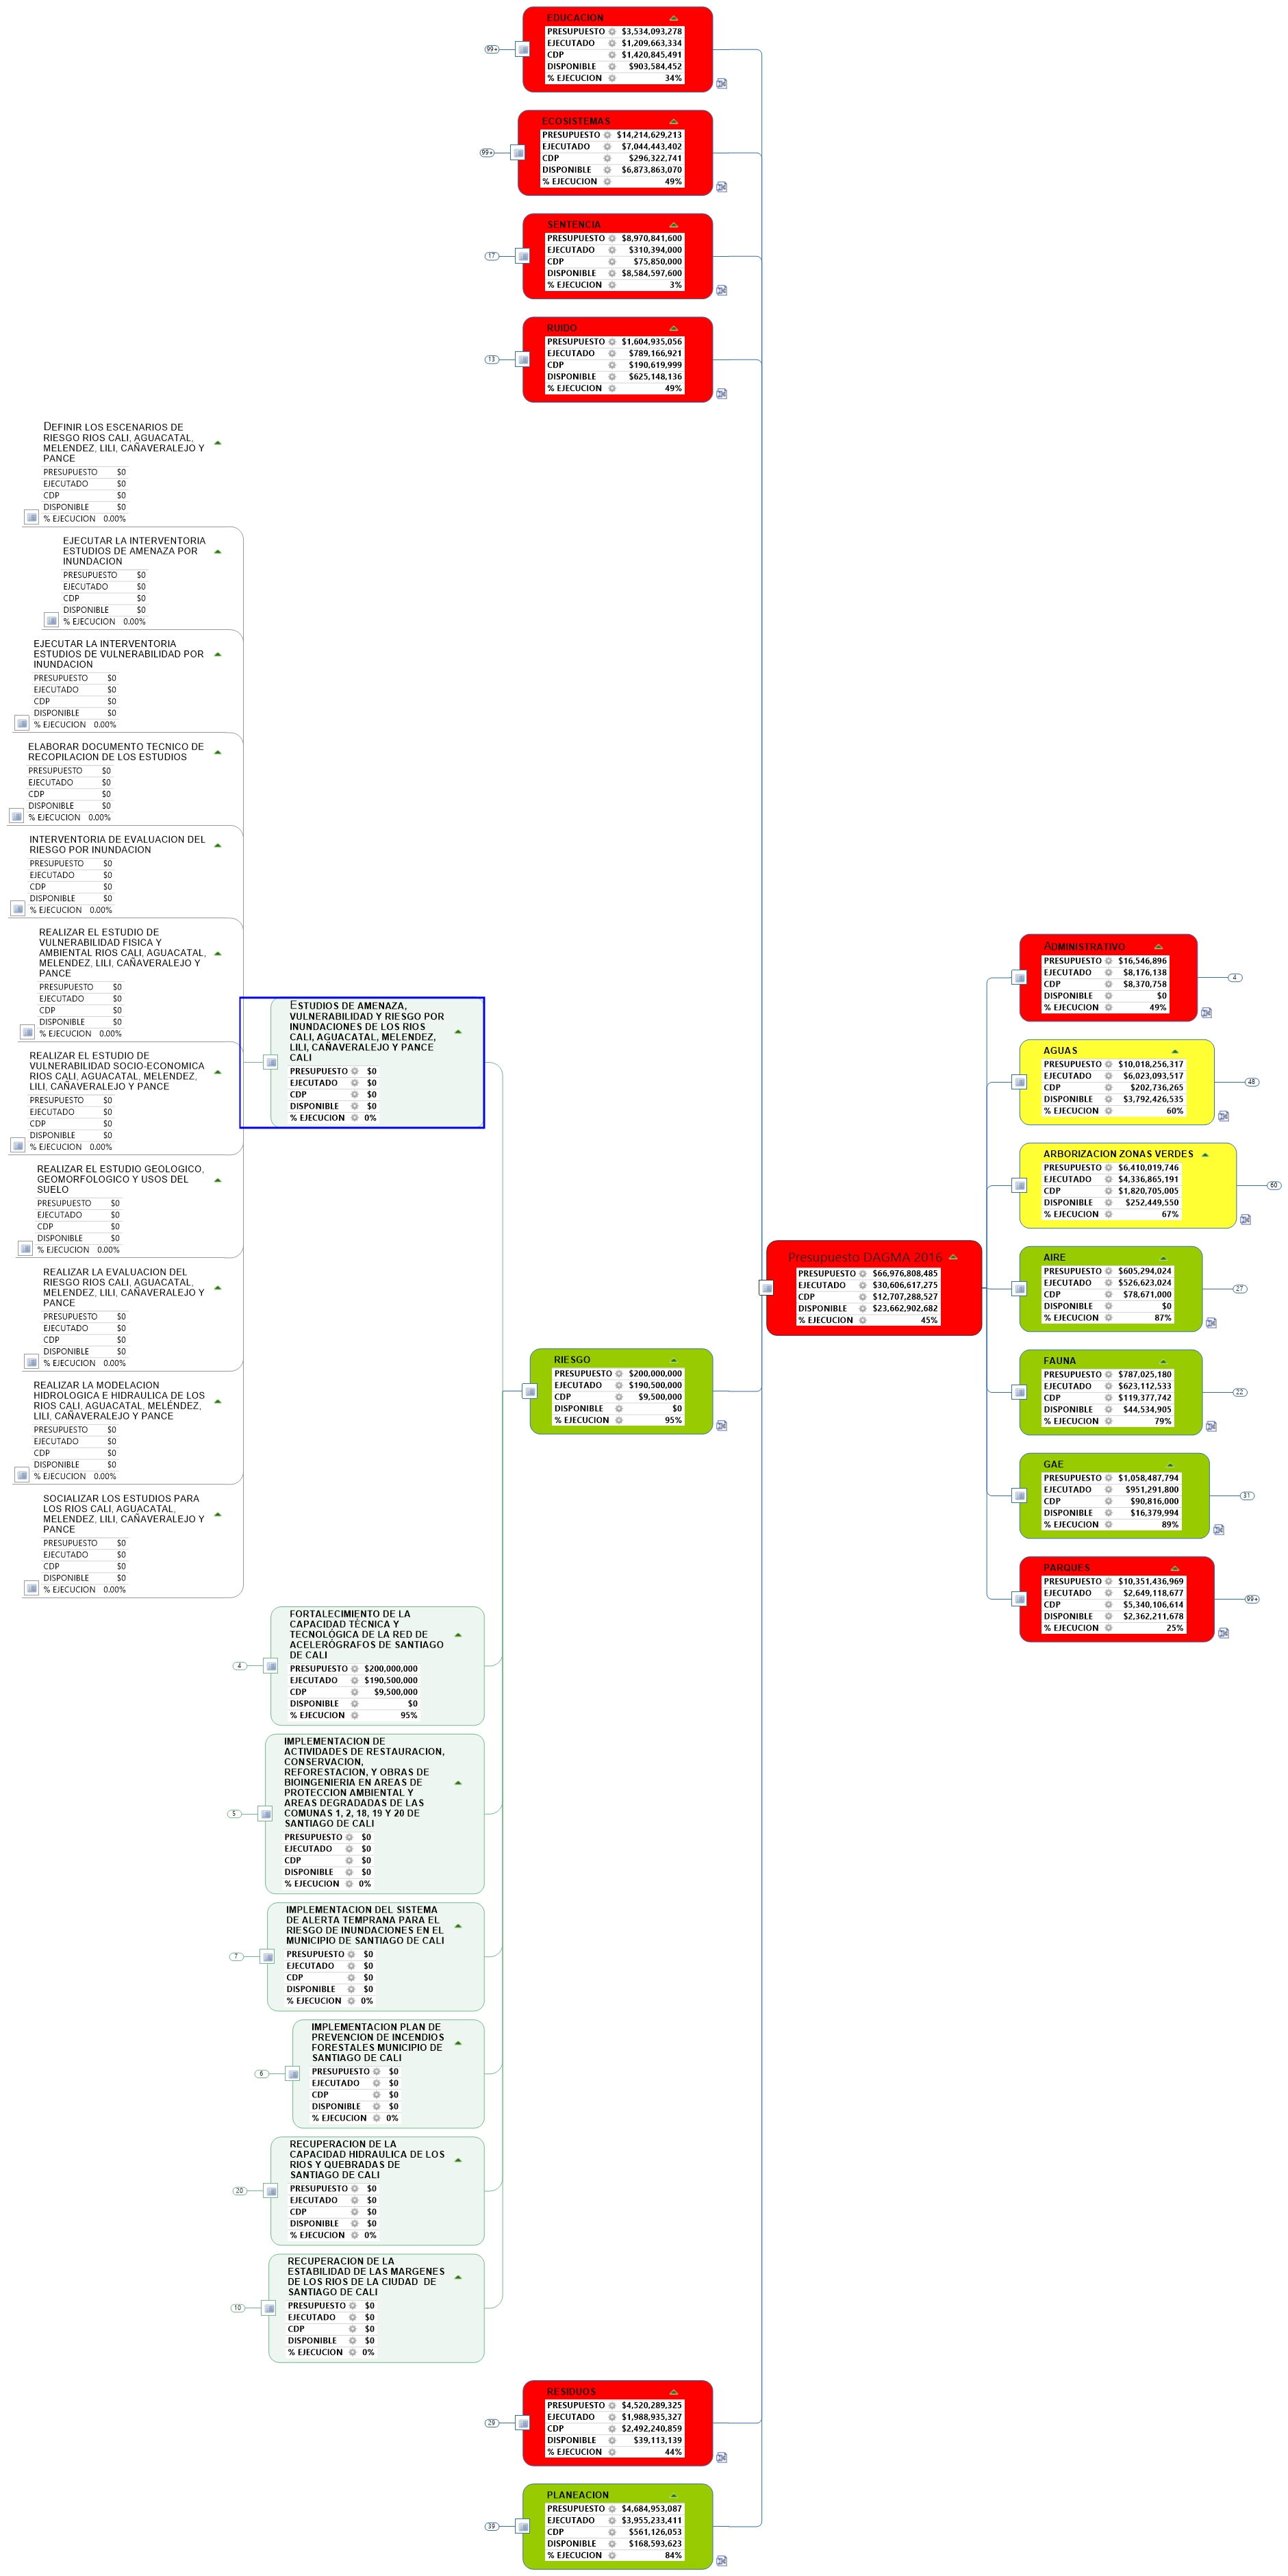 EDUCACIÓN
PRESUPUESTO $3,534,093,278
EJECUTADO $1,209,663,334
CDP $1,420,845,491
DISPONIBLE $903,584,452
% EJECUCION 34%
99+
ECOSISTEMAS
PRESUPUESTO $14,214,629,213
EJECUTADO $7,044,443,402
CDP $296,322,741
DISPONIBLE $6,873,863,070
% EJECUCION 49%
99+
SENTENCIA
PRESUPUESTO $8,970,841,600
EJECUTADO $310,394,000
CDP $75,850,000
DISPONIBLE $8,584,597,600
% EJECUCION 3%
17
RUIDO
PRESUPUESTO $1,604,935,056
EJECUTADO $789,166,921
CDP $190,619,999
DISPONIBLE $625,148,136
% EJECUCION 49%
13
DEFINIR LOS ESCENARIOS DE
RIESGO RIOS CALI, AGUACATAL,
MELENDEZ, LILI, CAÑAVERALEJO Y
PANCE
PRESUPUESTO $0
EJECUTADO $0
CDP $0
DISPONIBLE $0
% EJECUCION 0.00%
EJECUTAR LA INTERVENTORIA
ESTUDIOS DE AMENAZA POR
INUNDACION
PRESUPUESTO $0
EJECUTADO $0
CDP $0
DISPONIBLE $0
% EJECUCION 0.00%
EJECUTAR LA INTERVENTORIA
ESTUDIOS DE VULNERABILIDAD POR
INUNDACION
PRESUPUESTO $0
EJECUTADO $0
CDP $0
DISPONIBLE $0
% EJECUCION 0.00%
ELABORAR DOCUMENTO TECNICO DE
RECOPILACION DE LOS ESTUDIOS
PRESUPUESTO $0
EJECUTADO $0
CDP $0
DISPONIBLE $0
% EJECUCION 0.00%
INTERVENTORIA DE EVALUACION DEL
RIESGO POR INUNDACION
PRESUPUESTO $0
EJECUTADO $0
CDP $0
DISPONIBLE $0
% EJECUCION 0.00%
REALIZAR EL ESTUDIO DE
VULNERABILIDAD FISICA Y
AMBIENTAL RIOS CALI, AGUACATAL,
MELENDEZ, LILI, CAÑAVERALEJO Y
PANCE
PRESUPUESTO $0
EJECUTADO $0
CDP $0
DISPONIBLE $0
% EJECUCION 0.00%
REALIZAR EL ESTUDIO DE
VULNERABILIDAD SOCIO-ECONOMICA
RIOS CALI, AGUACATAL, MELENDEZ,
LILI, CAÑAVERALEJO Y PANCE
PRESUPUESTO $0
EJECUTADO $0
CDP $0
DISPONIBLE $0
% EJECUCION 0.00%
REALIZAR EL ESTUDIO GEOLOGICO,
GEOMORFOLOGICO Y USOS DEL
SUELO
PRESUPUESTO $0
EJECUTADO $0
CDP $0
DISPONIBLE $0
% EJECUCION 0.00%
REALIZAR LA EVALUACION DEL
RIESGO RIOS CALI, AGUACATAL,
MELENDEZ, LILI, CAÑAVERALEJO Y
PANCE
PRESUPUESTO $0
EJECUTADO $0
CDP $0
DISPONIBLE $0
% EJECUCION 0.00%
REALIZAR LA MODELACION
HIDROLOGICA E HIDRAULICA DE LOS
RIOS CALI, AGUACATAL, MELÉNDEZ,
LILI, CAÑAVERALEJO Y PANCE
PRESUPUESTO $0
EJECUTADO $0
CDP $0
DISPONIBLE $0
% EJECUCION 0.00%
SOCIALIZAR LOS ESTUDIOS PARA
LOS RIOS CALI, AGUACATAL,
MELENDEZ, LILI, CAÑAVERALEJO Y
PANCE
PRESUPUESTO $0
EJECUTADO $0
CDP $0
DISPONIBLE $0
% EJECUCION 0.00%
ESTUDIOS DE AMENAZA,
VULNERABILIDAD Y RIESGO POR
INUNDACIONES DE LOS RIOS
CALI, AGUACATAL, MELENDEZ,
LILI, CAÑAVERALEJO Y PANCE
CALI
PRESUPUESTO $0
EJECUTADO $0
CDP $0
DISPONIBLE $0
% EJECUCION 0%
FORTALECIMIENTO DE LA
CAPACIDAD TÉCNICA Y
TECNOLÓGICA DE LA RED DE
ACELERÓGRAFOS DE SANTIAGO
DE CALI
PRESUPUESTO $200,000,000
EJECUTADO $190,500,000
CDP $9,500,000
DISPONIBLE $0
% EJECUCION 95%
4
IMPLEMENTACION DE
ACTIVIDADES DE RESTAURACION,
CONSERVACION,
REFORESTACION, Y OBRAS DE
BIOINGENIERIA EN AREAS DE
PROTECCION AMBIENTAL Y
AREAS DEGRADADAS DE LAS
COMUNAS 1, 2, 18, 19 Y 20 DE
SANTIAGO DE CALI
PRESUPUESTO $0
EJECUTADO $0
CDP $0
DISPONIBLE $0
% EJECUCION 0%
5
IMPLEMENTACION DEL SISTEMA
DE ALERTA TEMPRANA PARA EL
RIESGO DE INUNDACIONES EN EL
MUNICIPIO DE SANTIAGO DE CALI
PRESUPUESTO $0
EJECUTADO $0
CDP $0
DISPONIBLE $0
% EJECUCION 0%
7
IMPLEMENTACION PLAN DE
PREVENCION DE INCENDIOS
FORESTALES MUNICIPIO DE
SANTIAGO DE CALI
PRESUPUESTO $0
EJECUTADO $0
CDP $0
DISPONIBLE $0
% EJECUCION 0%
6
RECUPERACION DE LA
CAPACIDAD HIDRAULICA DE LOS
RIOS Y QUEBRADAS DE
SANTIAGO DE CALI
PRESUPUESTO $0
EJECUTADO $0
CDP $0
DISPONIBLE $0
% EJECUCION 0%
20
RECUPERACION DE LA
ESTABILIDAD DE LAS MARGENES
DE LOS RIOS DE LA CIUDAD DE
SANTIAGO DE CALI
PRESUPUESTO $0
EJECUTADO $0
CDP $0
DISPONIBLE $0
% EJECUCION 0%
10
RIESGO
PRESUPUESTO $200,000,000
EJECUTADO $190,500,000
CDP $9,500,000
DISPONIBLE $0
% EJECUCION 95%
RESIDUOS
PRESUPUESTO $4,520,289,325
EJECUTADO $1,988,935,327
CDP $2,492,240,859
DISPONIBLE $39,113,139
% EJECUCION 44%
29
PLANEACION
PRESUPUESTO $4,684,953,087
EJECUTADO $3,955,233,411
CDP $561,126,053
DISPONIBLE $168,593,623
% EJECUCION 84%
39
Presupuesto DAGMA 2016
PRESUPUESTO $66,976,808,485
EJECUTADO $30,606,617,275
CDP $12,707,288,527
DISPONIBLE $23,662,902,682
% EJECUCION 45%
ADMINISTRATIVO
PRESUPUESTO $16,546,896
EJECUTADO $8,176,138
CDP $8,370,758
DISPONIBLE $0
% EJECUCION 49%
4
AGUAS
PRESUPUESTO $10,018,256,317
EJECUTADO $6,023,093,517
CDP $202,736,265
DISPONIBLE $3,792,426,535
% EJECUCION 60%
48
ARBORIZACION ZONAS VERDES
PRESUPUESTO $6,410,019,746
EJECUTADO $4,336,865,191
CDP $1,820,705,005
DISPONIBLE $252,449,550
% EJECUCION 67%
60
AIRE
PRESUPUESTO $605,294,024
EJECUTADO $526,623,024
CDP $78,671,000
DISPONIBLE $0
% EJECUCION 87%
27
FAUNA
PRESUPUESTO $787,025,180
EJECUTADO $623,112,533
CDP $119,377,742
DISPONIBLE $44,534,905
% EJECUCION 79%
22
GAE
PRESUPUESTO $1,058,487,794
EJECUTADO $951,291,800
CDP $90,816,000
DISPONIBLE $16,379,994
% EJECUCION 89%
31
PARQUES
PRESUPUESTO $10,351,436,969
EJECUTADO $2,649,118,677
CDP $5,340,106,614
DISPONIBLE $2,362,211,678
% EJECUCION 25%
99+